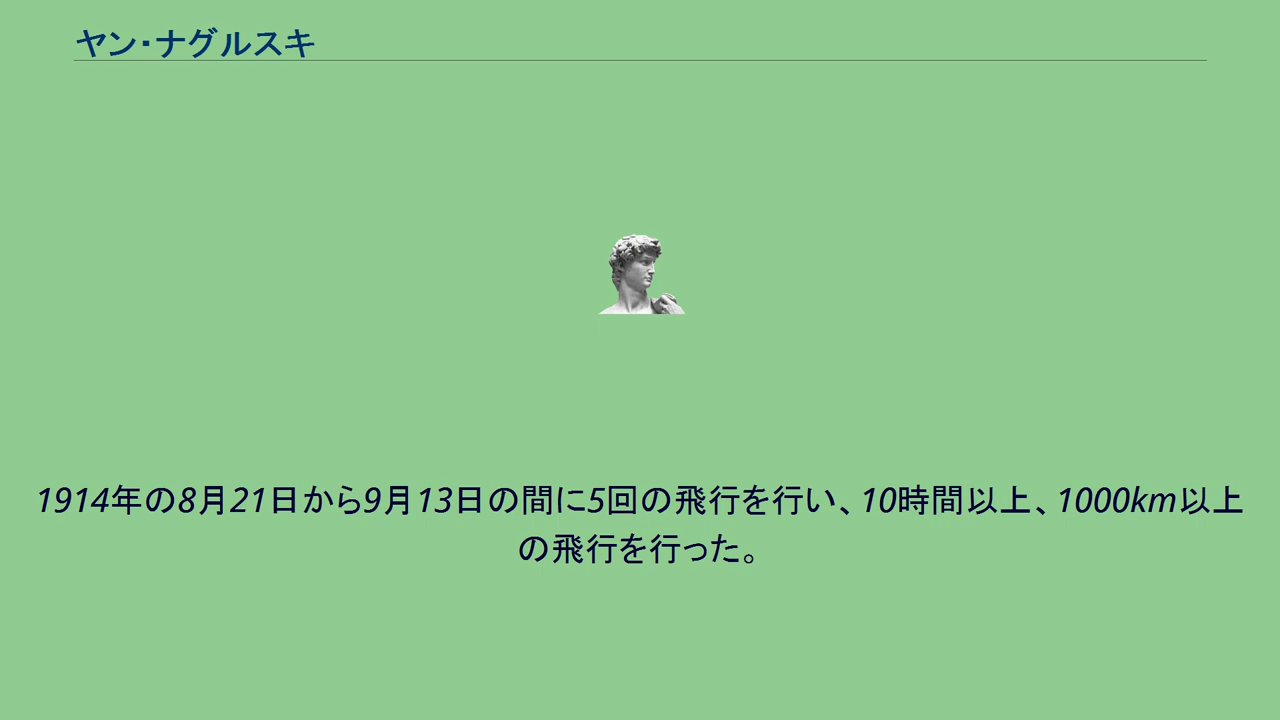 ヤン・ナグルスキ
1914年の8月21日から9月13日の間に5回の飛行を行い、10時間以上、1000km以上
の飛行を行った。